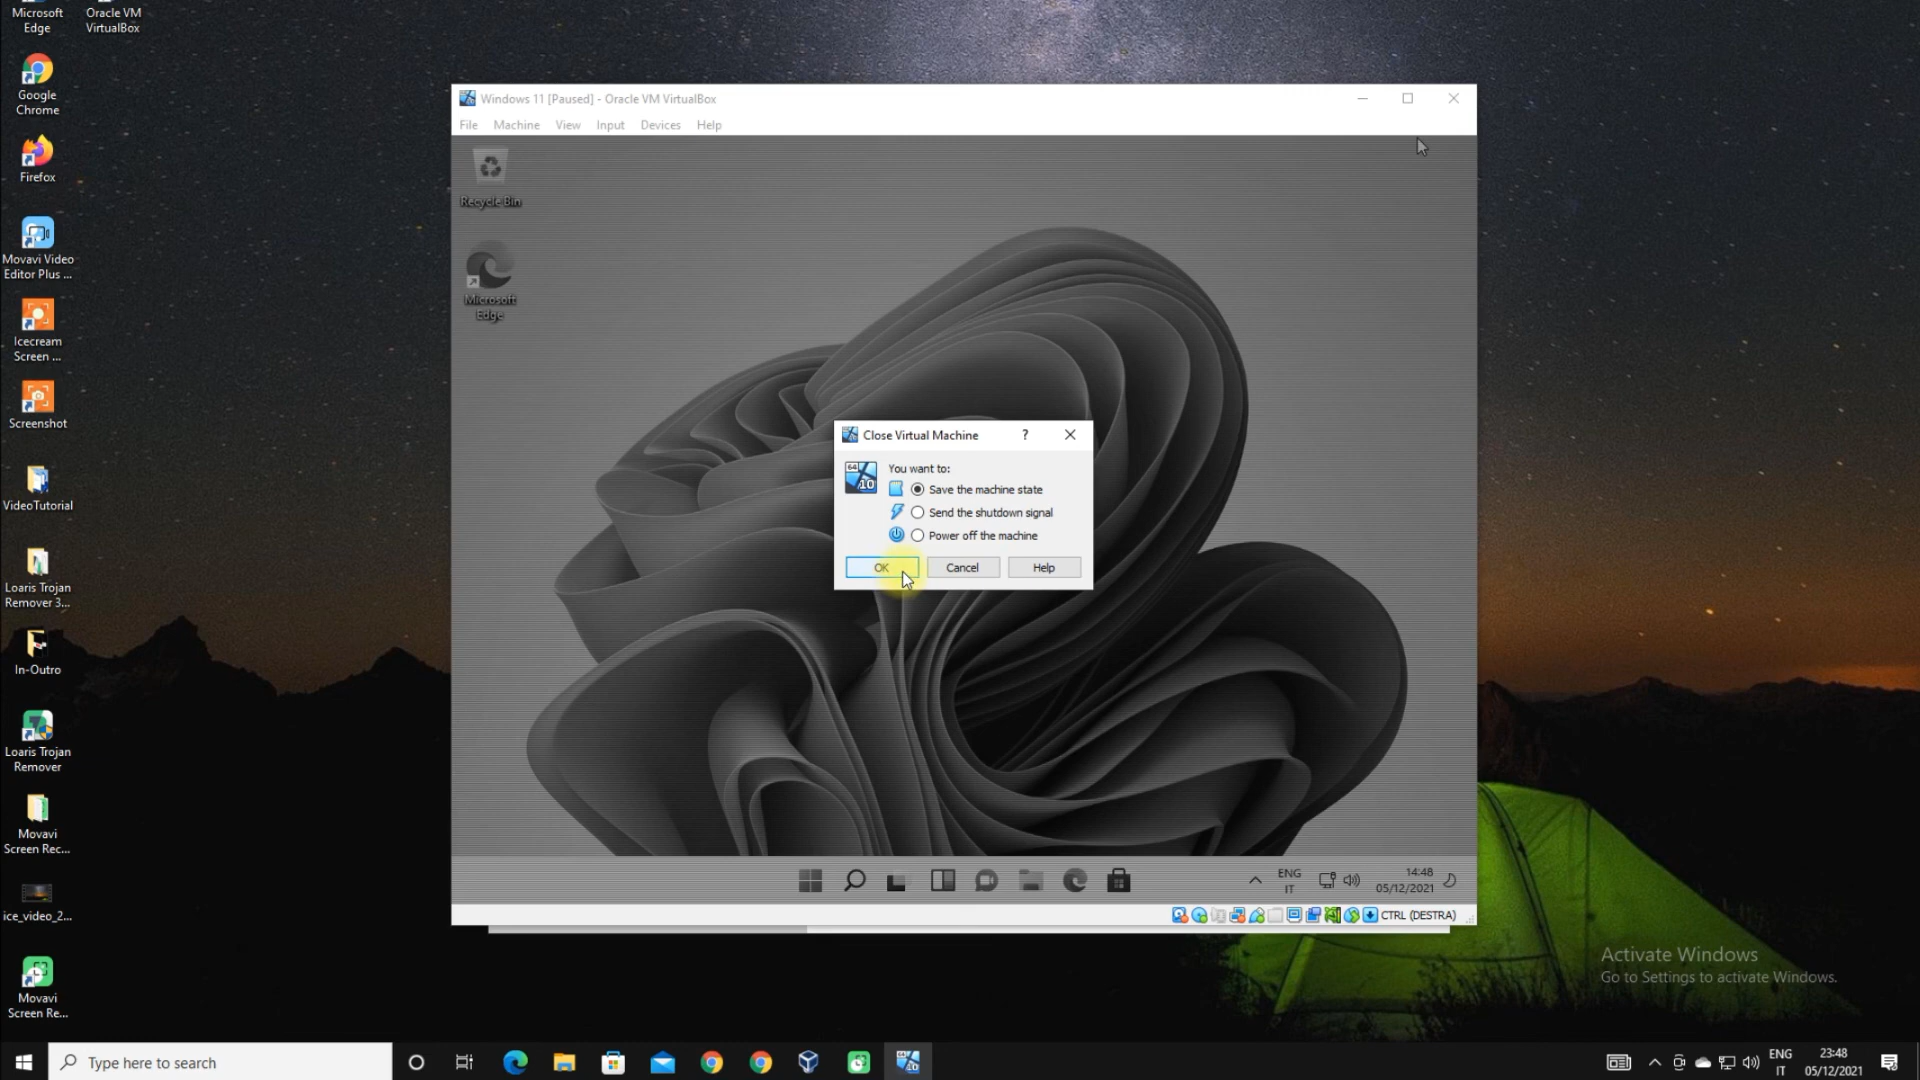 Microsoft
Edge
Oracle VM
VirtualBox
Google
Chrome
Firefox
Movavi Video
Editor Plus ...
Icecream
Screen ...
Screenshot
VideoTutorial
Loaris Trojan
Remover 3...
In-Outro
Loaris Trojan
Remover
Movavi
Screen Rec...
ice_video_2...
Movavi
Screen Re...
Windows 11 [Paused] - Oracle VM VirtualBox
File Machine View Input Devices Help
Recycle Bin
Microsoft
Edge
Close Virtual Machine ?
64
10
You want to:
Save the machine state
Send the shutdown signal
Power off the machine
OK Cancel Help
ENG
IT
14:48
05/12/2021
CTRL (DESTRA)
Activate Windows
Go to Settings to activate Windows.
Type here to search
ENG
IT
23:48
05/12/2021